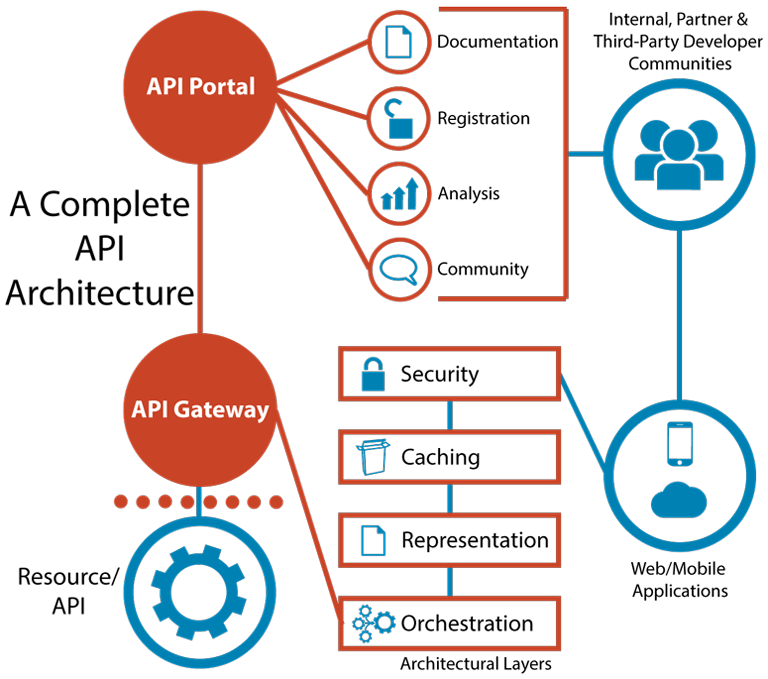 API Portal
Documentation
Registration
Analysis
Community
Internal, Partner &
Third-Party Developer
Communities
A Complete
API
Architecture
API Gateway
Security
Caching
Representation
Orchestration
Architectural Layers
Web/Mobile
Applications
Resource/
API